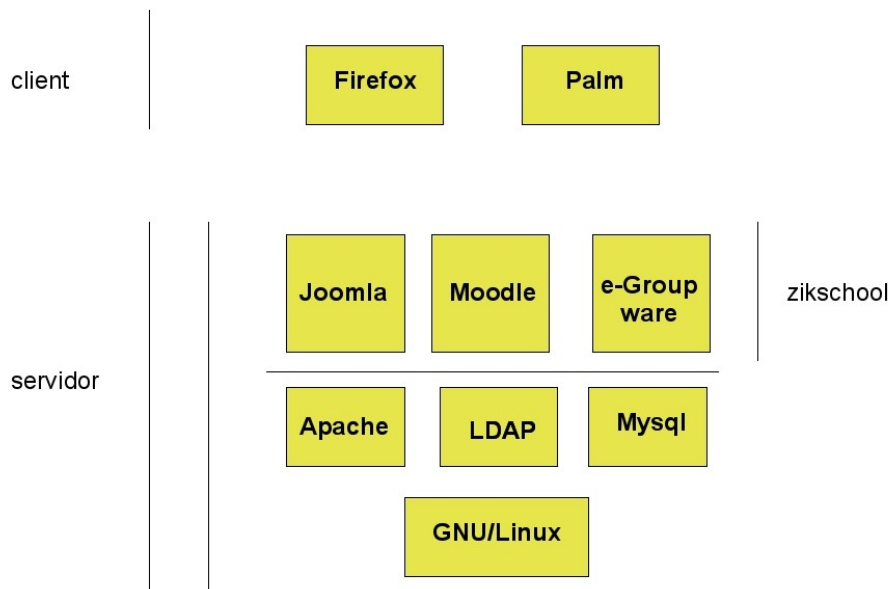 client
Firefox
Palm
Joomla
Moodle
e-Group
ware
zikschool
servidor
Apache
LDAP
Mysql
GNU/Linux